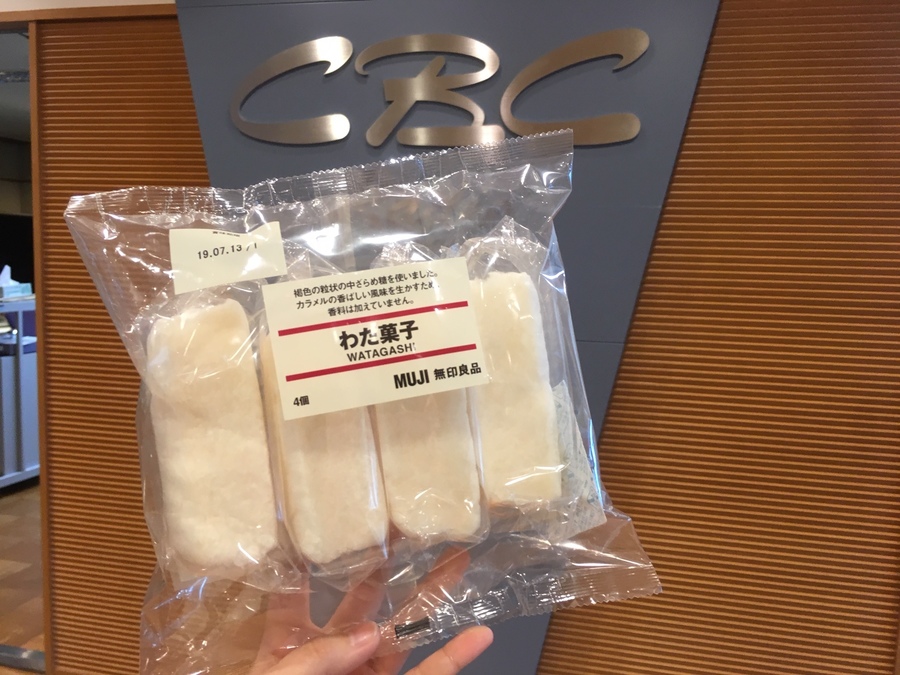 CBC
19.07.13 / 1
褐色の粒状の中ざらめ糖を使いました。
カラメルの香ばしい風味を生かすため、
香料は加えていません。
わた菓子
WATAGASHI
MUJI 無印良品
4個